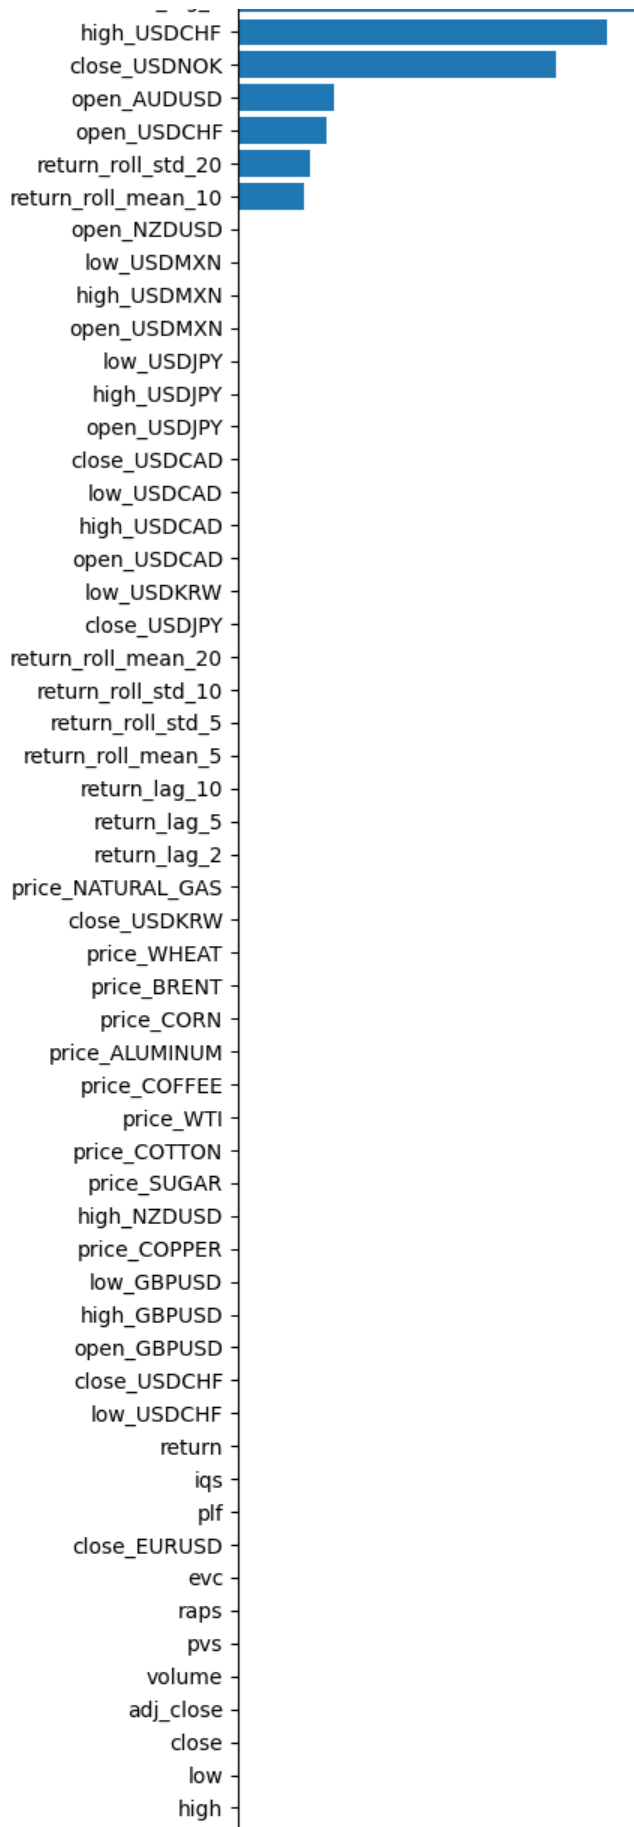 high_USDCHF
close_USDNOK
open_AUDUSD
open_USDCHF
return_roll_std_20
return_roll_mean_10
open_NZDUSD
low_USDMXN
high_USDMXN
open_USDMXN
low_USDJPY
high_USDJPY
open_USDJPY
close_USDCAD
low_USDCAD
high_USDCAD
open_USDCAD
low_USDKRW
close_USDJPY
return_roll_mean_20
return_roll_std_10
return_roll_std_5
return_roll_mean_5
return_lag_10
return_lag_5
return_lag_2
price_NATURAL_GAS
close_USDKRW
price_WHEAT
price_BRENT
price_CORN
price_ALUMINUM
price_COFFEE
price_WTI
price_COTTON
price_SUGAR
high_NZDUSD
price_COPPER
low_GBPUSD
high_GBPUSD
open_GBPUSD
close_USDCHF
low_USDCHF
return
iqs
plf
close_EURUSD
evc
raps
pvs
volume
adj_close
close
low
high